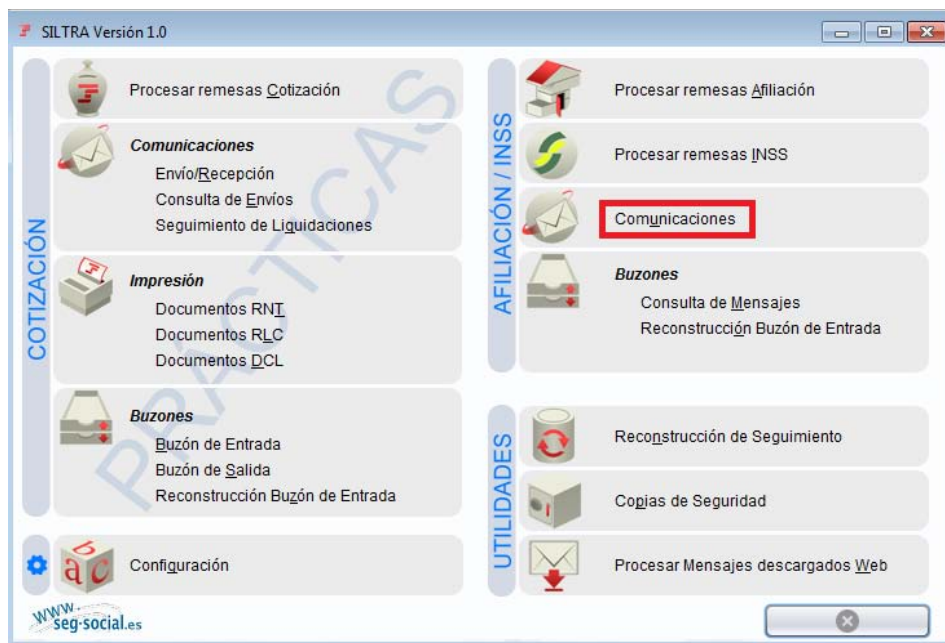 SILTRA Versión 1.0
COTIZACIÓN
Procesar remesas Cotización
Comunicaciones
Envío/Recepción
Consulta de Envíos
Seguimiento de Liquidaciones
Impresión
Documentos RNT
Documentos RLC
Documentos DCL
Buzones
Buzón de Entrada
Buzón de Salida
Reconstrucción Buzón de Entrada
a b c
Configuración
www.seg-social.es
AFILIACIÓN / INSS
Procesar remesas Afiliación
Procesar remesas INSS
Comunicaciones
Buzones
Consulta de Mensajes
Reconstrucción Buzón de Entrada
UTILIDADES
Reconstrucción de Seguimiento
Copias de Seguridad
Procesar Mensajes descargados Web
PRÁCTICAS